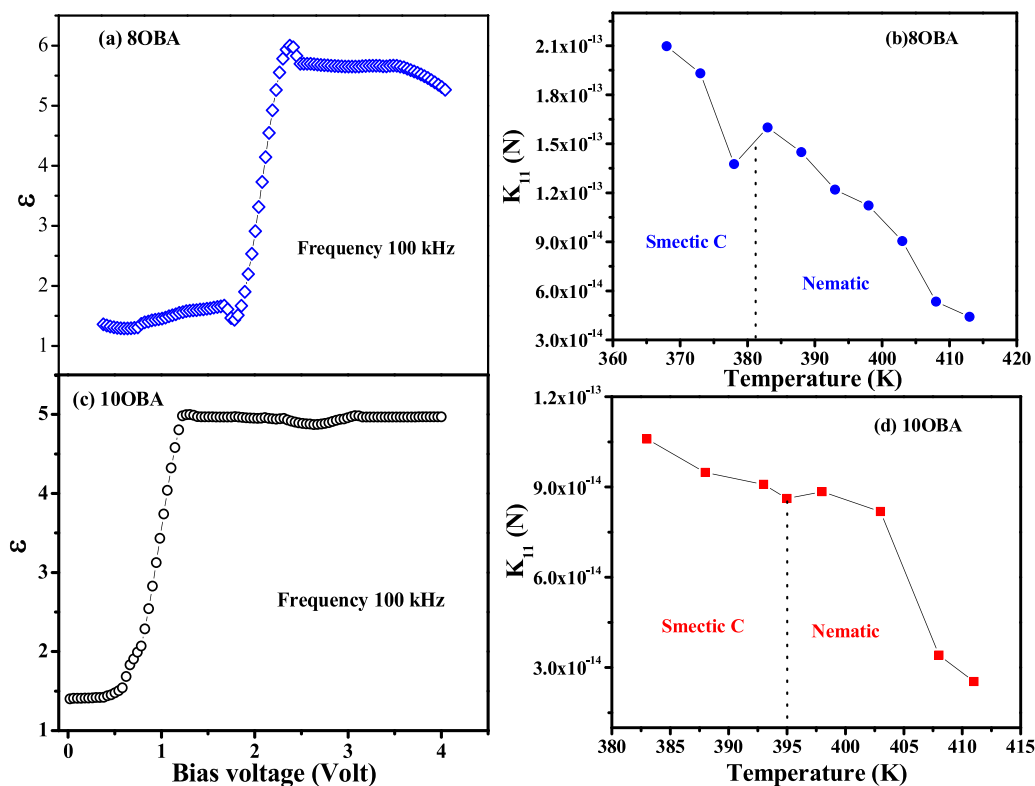 (a) 8OBA
6
5
4
3
2
1
ε
Frequency 100 kHz
(b)8OBA
2.1x10⁻¹³
1.8x10⁻¹³
1.5x10⁻¹³
1.2x10⁻¹³
9.0x10⁻¹⁴
6.0x10⁻¹⁴
3.0x10⁻¹⁴
K₁₁ (N)
Smectic C
Nematic
360 370 380 390 400 410 420
Temperature (K)
(c) 10OBA
6
5
4
3
2
1
ε
Frequency 100 kHz
0 1 2 3 4
Bias voltage (Volt)
(d) 10OBA
1.2x10⁻¹³
9.0x10⁻¹⁴
6.0x10⁻¹⁴
3.0x10⁻¹⁴
K₁₁ (N)
Smectic C
Nematic
380 385 390 395 400 405 410 415
Temperature (K)